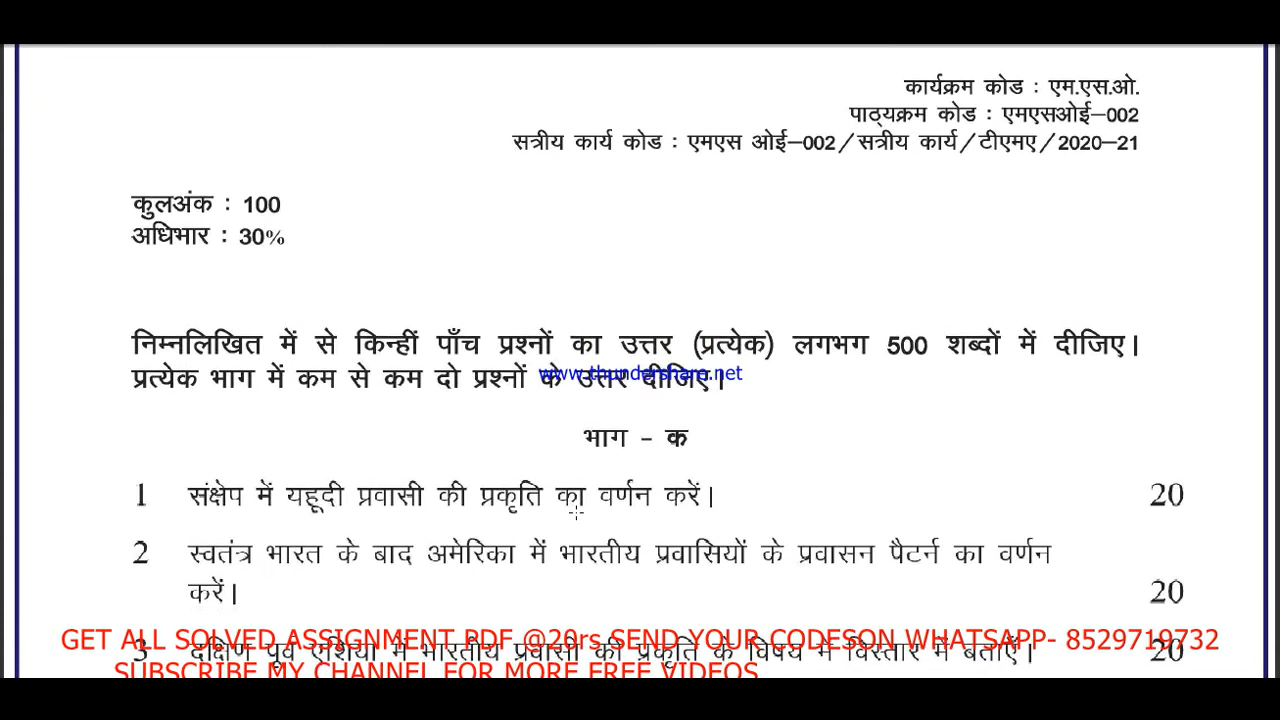 कार्यक्रम कोड : एम.एस.ओ.
पाठ्यक्रम कोड : एमएसओई–002
सत्रीय कार्य कोड : एमएस ओई–002/सत्रीय कार्य/टीएमए/2020–21
कुलअंक : 100
अधिभार : 30%
निम्नलिखित में से किन्हीं पाँच प्रश्नों का उत्तर (प्रत्येक) लगभग 500 शब्दों में दीजिए।
प्रत्येक भाग में कम से कम दो प्रश्नों के उत्तर दीजिए।
www.thundershare.net
भाग – क
1 संक्षेप में यहूदी प्रवासी की प्रकृति का वर्णन करें। 20
2 स्वतंत्र भारत के बाद अमेरिका में भारतीय प्रवासियों के प्रवासन पैटर्न का वर्णन
करें। 20
GET ALL SOLVED ASSIGNMENT PDF @20rs SEND YOUR CODESON WHATSAPP- 8529719732
3 दक्षिण पूर्व एशिया में भारतीय प्रवासी की प्रकृति के विषय में विस्तार में बताएँ। 20
SUBSCRIBE MY CHANNEL FOR MORE FREE VIDEOS